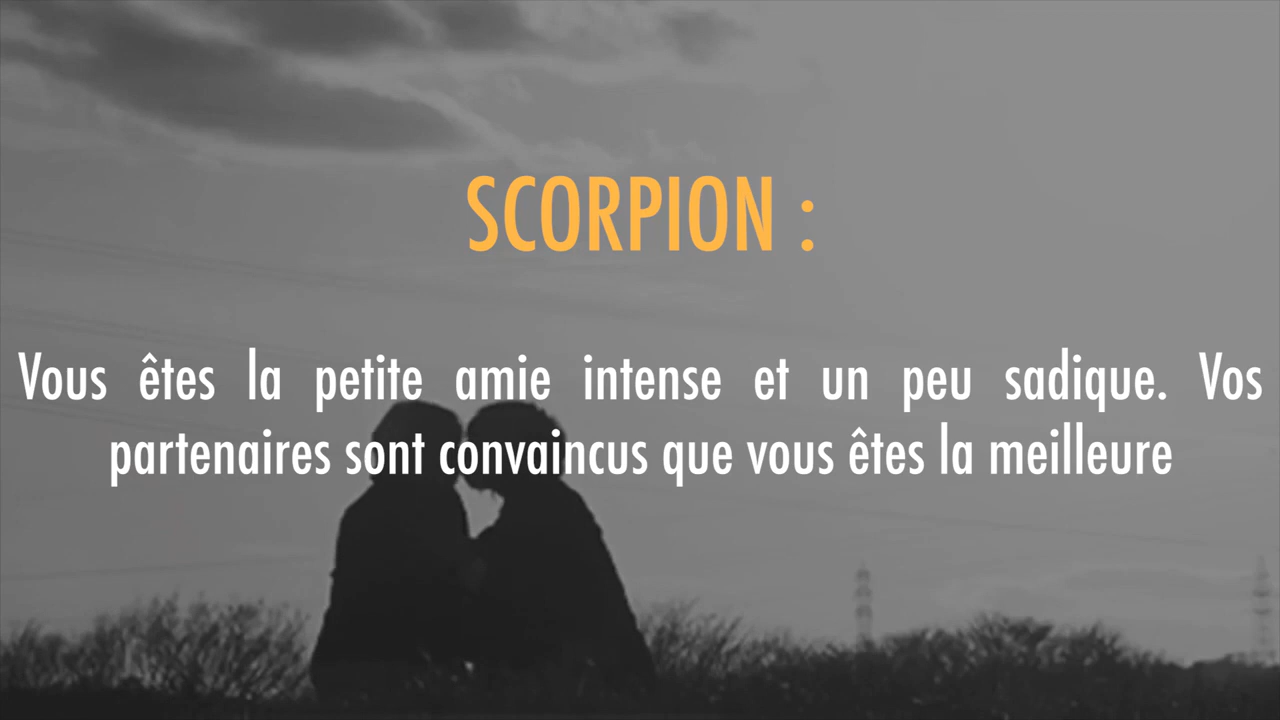 SCORPION :
Vous êtes la petite amie intense et un peu sadique. Vos
partenaires sont convaincus que vous êtes la meilleure